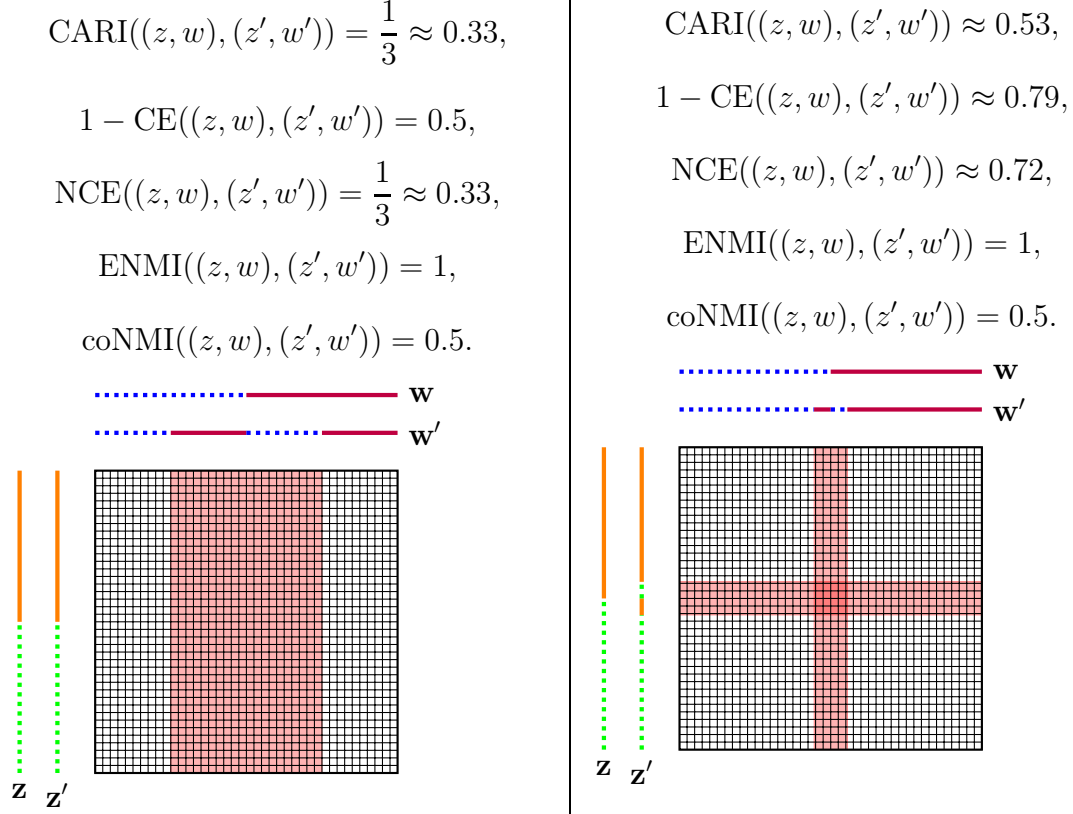 CARI((z, w), (z′, w′)) = 1/3 ≈ 0.33,
1 − CE((z, w), (z′, w′)) = 0.5,
NCE((z, w), (z′, w′)) = 1/3 ≈ 0.33,
ENMI((z, w), (z′, w′)) = 1,
coNMI((z, w), (z′, w′)) = 0.5.
w
w′
z
z′
CARI((z, w), (z′, w′)) ≈ 0.53,
1 − CE((z, w), (z′, w′)) ≈ 0.79,
NCE((z, w), (z′, w′)) ≈ 0.72,
ENMI((z, w), (z′, w′)) = 1,
coNMI((z, w), (z′, w′)) = 0.5.
w
w′
z
z′